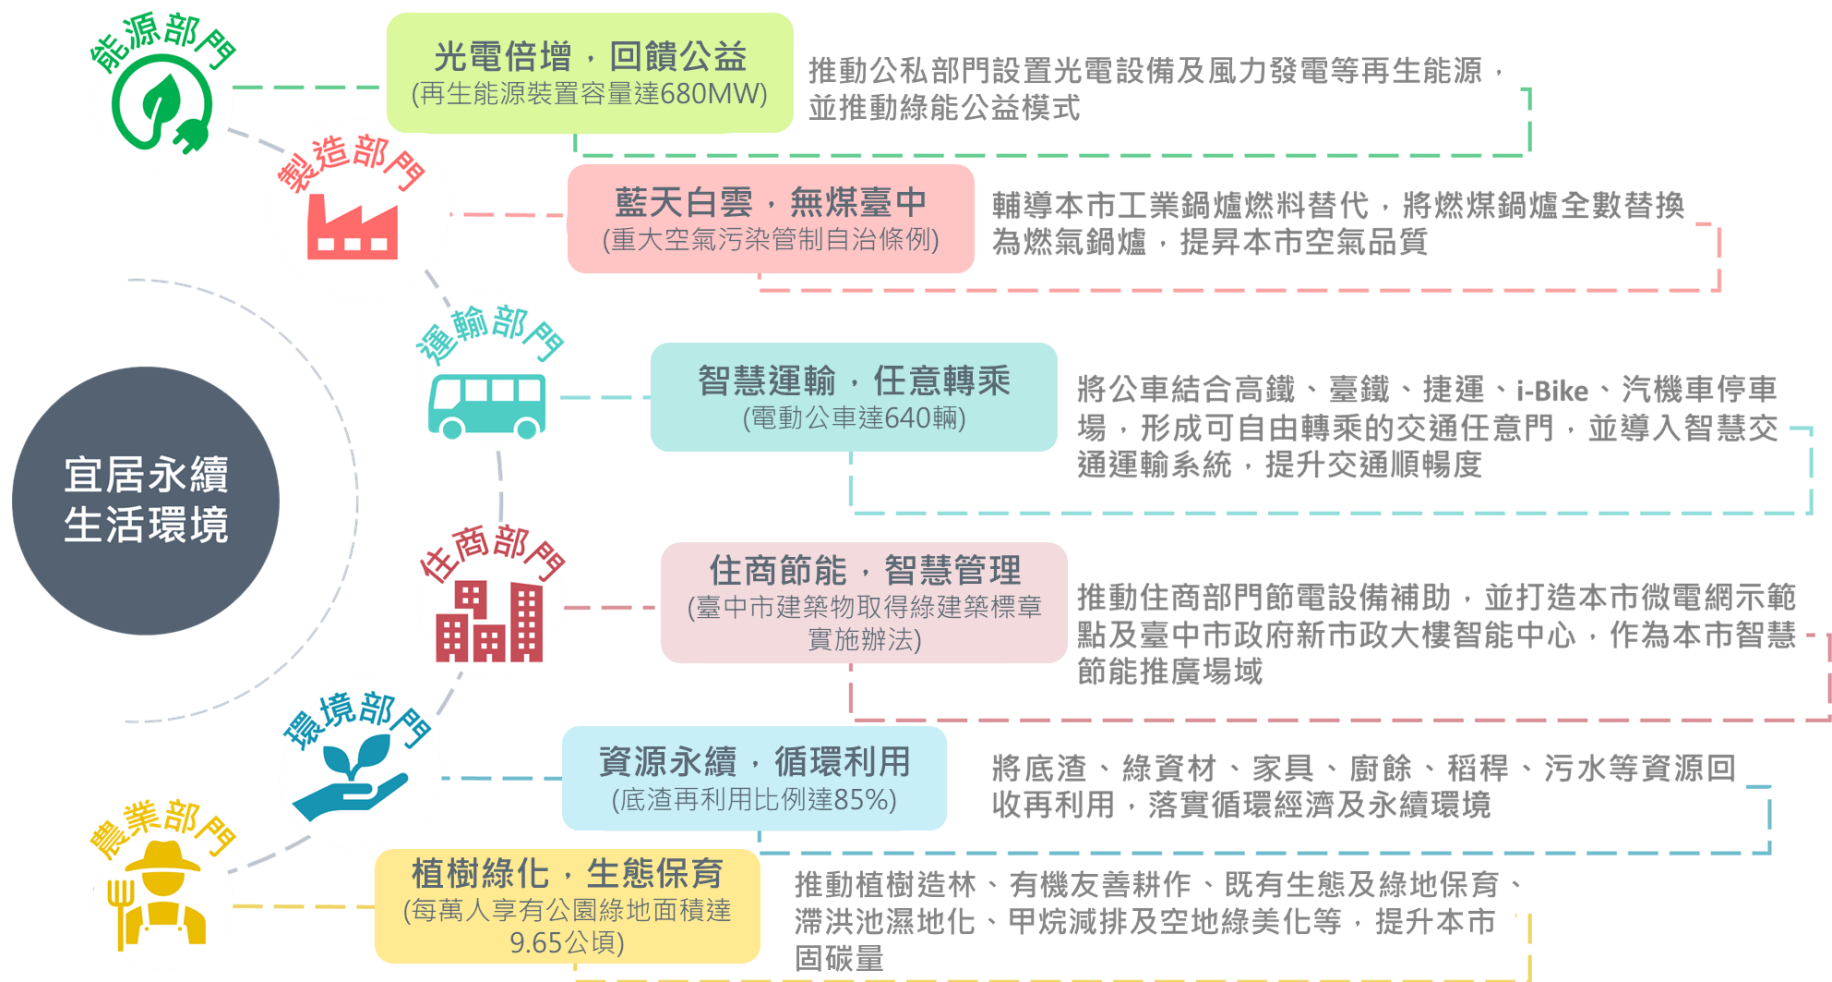 能源部門
光電倍增，回饋公益
(再生能源裝置容量達680MW)
推動公私部門設置光電設備及風力發電等再生能源，
並推動綠能公益模式
製造部門
藍天白雲，無煤臺中
(重大空氣污染管制自治條例)
輔導本市工業鍋爐燃料替代，將燃煤鍋爐全數替換
為燃氣鍋爐，提昇本市空氣品質
運輸部門
智慧運輸，任意轉乘
(電動公車達640輛)
將公車結合高鐵、臺鐵、捷運、i-Bike、汽機車停車
場，形成可自由轉乘的交通任意門，並導入智慧交
通運輸系統，提升交通順暢度
宜居永續
生活環境
住商部門
住商節能，智慧管理
(臺中市建築物取得綠建築標章
實施辦法)
推動住商部門節電設備補助，並打造本市微電網示範
點及臺中市政府新市政大樓智能中心，作為本市智慧
節能推廣場域
環境部門
資源永續，循環利用
(底渣再利用比例達85%)
將底渣、綠資材、家具、廚餘、稻稈、污水等資源回
收再利用，落實循環經濟及永續環境
農業部門
植樹綠化，生態保育
(每萬人享有公園綠地面積達
9.65公頃)
推動植樹造林、有機友善耕作、既有生態及綠地保育、
滯洪池濕地化、甲烷減排及空地綠美化等，提升本市
固碳量